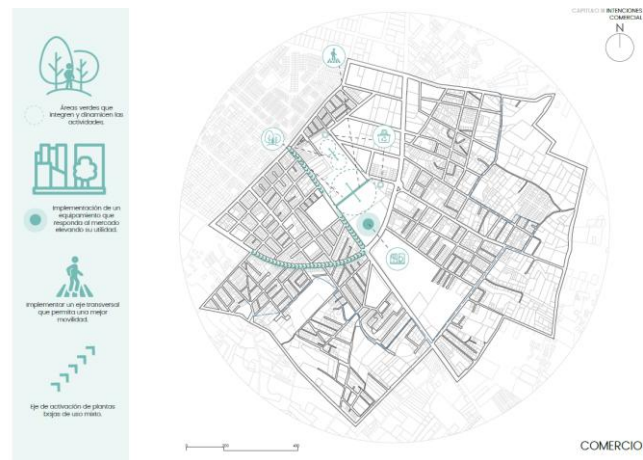 CAPITULO III INTENCIONES
COMERCIAL
N
Áreas verdes que
integren y dinamicen las
actividades.
Implementación de un
equipamiento que
responda al mercado
elevando su utilidad.
Implementar un eje transversal
que permita una mejor
movilidad.
Eje de activación de plantas
bajas de uso mixto.
COMERCIO